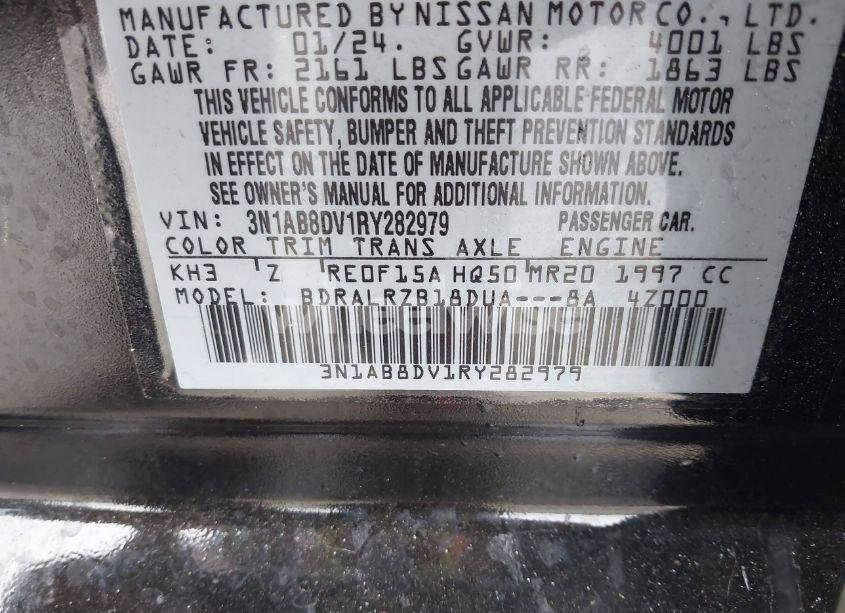 MANUFACTURED BY NISSAN MOTOR CO., LTD.
DATE: 01/24. GVWR: 4001 LBS
GAWR FR: 2161 LBS GAWR RR: 1863 LBS
THIS VEHICLE CONFORMS TO ALL APPLICABLE FEDERAL MOTOR
VEHICLE SAFETY, BUMPER AND THEFT PREVENTION STANDARDS
IN EFFECT ON THE DATE OF MANUFACTURE SHOWN ABOVE.
SEE OWNER'S MANUAL FOR ADDITIONAL INFORMATION.
VIN: 3N1AB8DV1RY282979 PASSENGER CAR.
COLOR TRIM TRANS AXLE ENGINE
KH3 Z RE0F15A HQ50 MR20 1997 CC
MODEL: BDRALRZB18DUA---8A 4Z000
3N1AB8DV1RY282979